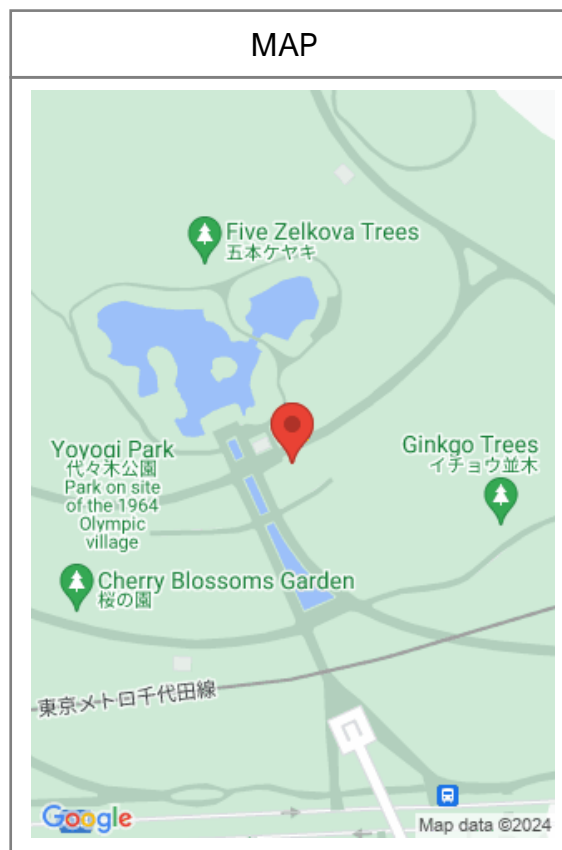 MAP
Five Zelkova Trees
五本ケヤキ
Yoyogi Park
代々木公園
Park on site
of the 1964
Olympic
village
Ginkgo Trees
イチョウ並木
Cherry Blossoms Garden
桜の園
東京メトロ千代田線
Google
Map data ©2024